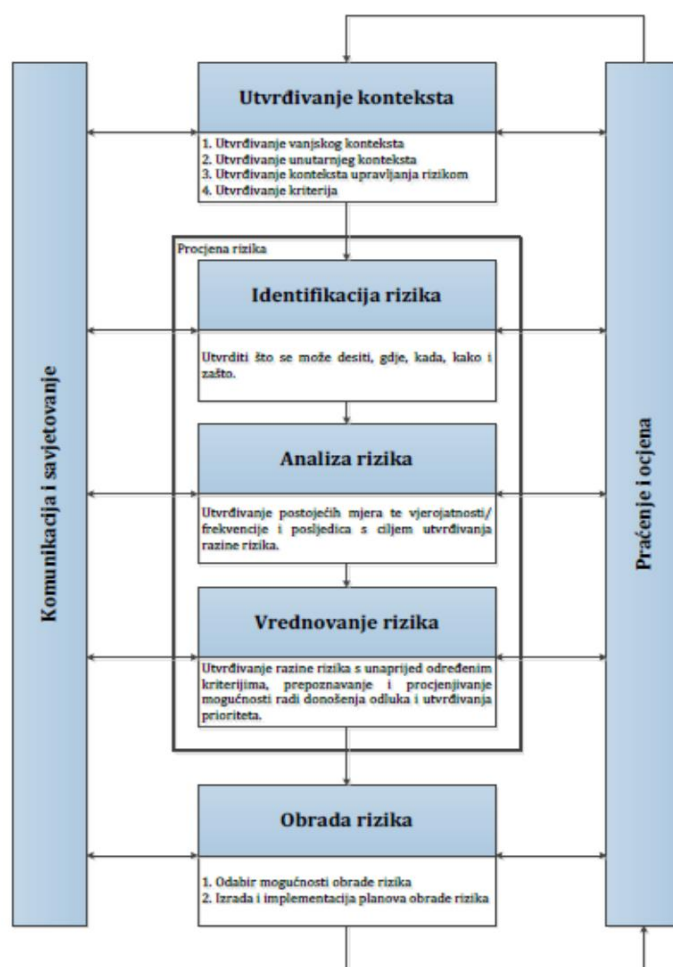 Utvrđivanje konteksta
1. Utvrđivanje vanjskog konteksta
2. Utvrđivanje unutarnjeg konteksta
3. Utvrđivanje konteksta upravljanja rizikom
4. Utvrđivanje kriterija
Procjena rizika
Identifikacija rizika
Utvrditi što se može desiti, gdje, kada, kako i
zašto.
Analiza rizika
Utvrđivanje postojećih mjera te vjerojatnosti/
frekvencije i posljedica s ciljem utvrđivanja
razine rizika.
Vrednovanje rizika
Utvrđivanje razine rizika s unaprijed određenim
kriterijima, prepoznavanje i procjenjivanje
mogućnosti radi donošenja odluka i utvrđivanja
prioriteta.
Obrada rizika
1. Odabir mogućnosti obrade rizika
2. Izrada i implementacija planova obrade rizika
Komunikacija i savjetovanje
Praćenje i ocjena